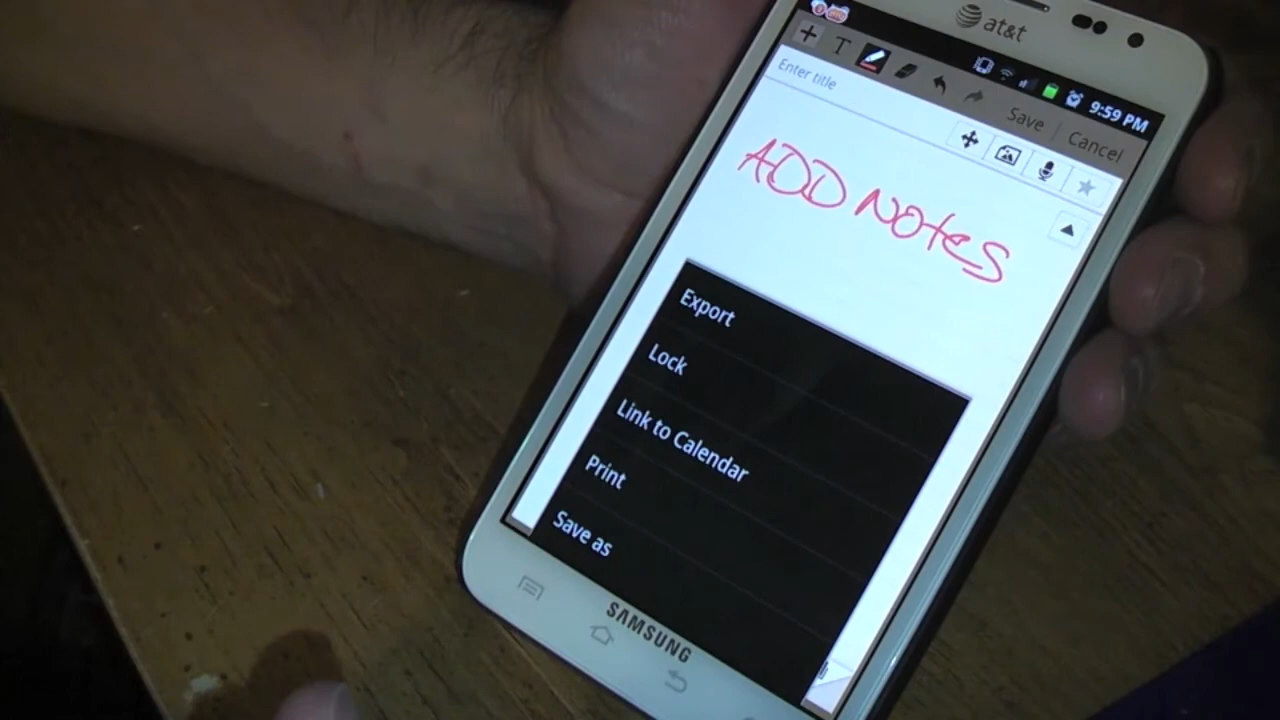 at&t
9:59 PM
T Save Cancel
Enter title
ADD NOTES
Export
Lock
Link to Calendar
Print
Save as
SAMSUNG